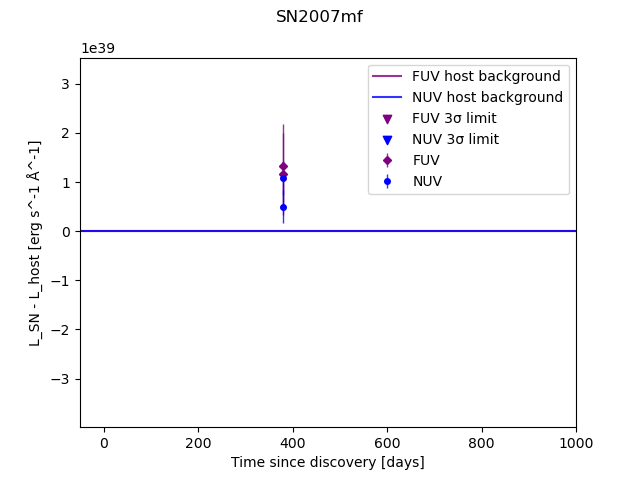 SN2007mf
1e39
FUV host background
NUV host background
FUV 3σ limit
NUV 3σ limit
FUV
NUV
3
2
1
0
−1
−2
−3
L_SN - L_host [erg s^-1 Å^-1]
0 200 400 600 800 1000
Time since discovery [days]